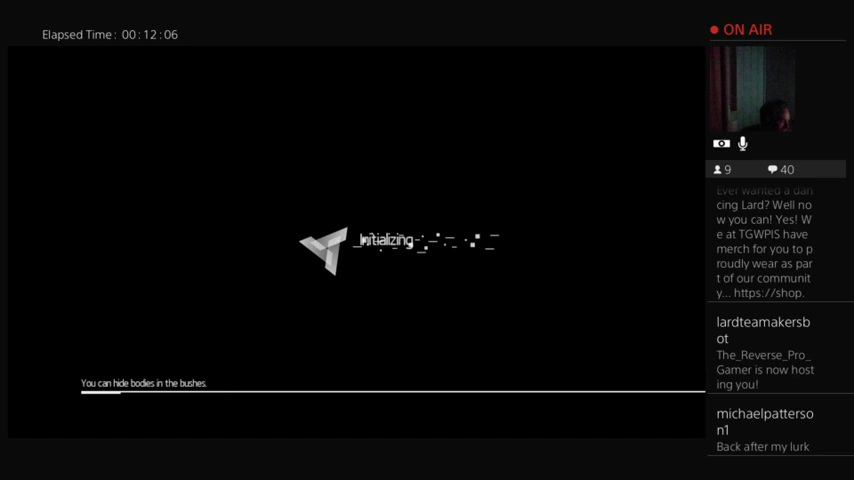 Elapsed Time: 00:12:06
ON AIR
9
40
Ever wanted a dan
cing Lard? Well no
w you can! Yes! W
e at TGWPIS have
merch for you to p
roudly wear as par
t of our communit
y... https://shop.
Initializing
You can hide bodies in the bushes.
lardteamakersb
ot
The_Reverse_Pro_
Gamer is now host
ing you!
michaelpatterso
n1
Back after my lurk